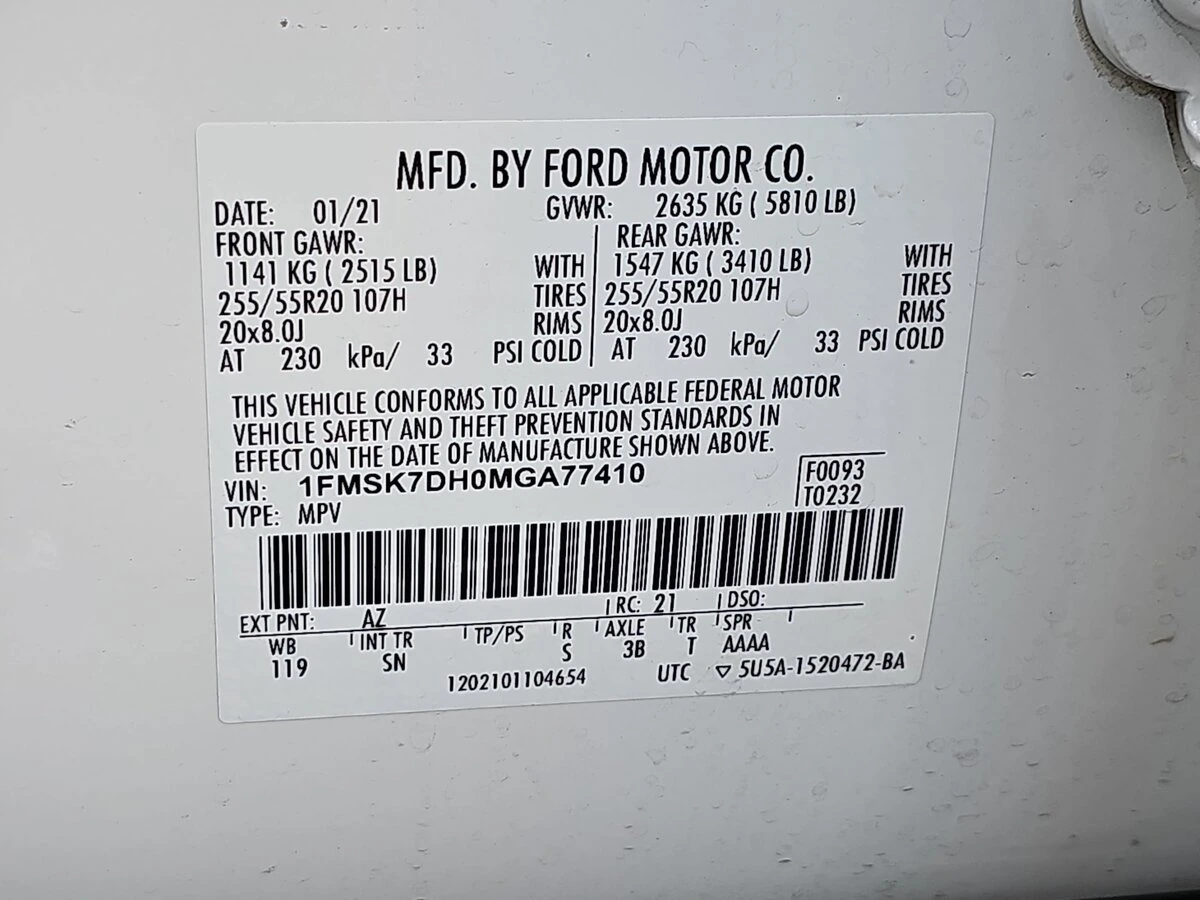 MFD. BY FORD MOTOR CO.
DATE: 01/21 GVWR: 2635 KG ( 5810 LB)
FRONT GAWR: REAR GAWR:
1141 KG ( 2515 LB) WITH 1547 KG ( 3410 LB) WITH
255/55R20 107H TIRES 255/55R20 107H TIRES
20x8.0J RIMS 20x8.0J RIMS
AT 230 kPa/ 33 PSI COLD AT 230 kPa/ 33 PSI COLD
THIS VEHICLE CONFORMS TO ALL APPLICABLE FEDERAL MOTOR
VEHICLE SAFETY AND THEFT PREVENTION STANDARDS IN
EFFECT ON THE DATE OF MANUFACTURE SHOWN ABOVE.
VIN: 1FMSK7DH0MGA77410 F0093
TYPE: MPV T0232
EXT PNT: AZ RC: 21 DSO:
WB INT TR TP/PS R AXLE TR SPR
119 SN S 3B T AAAA
1202101104654 UTC ▽ 5U5A-1520472-BA